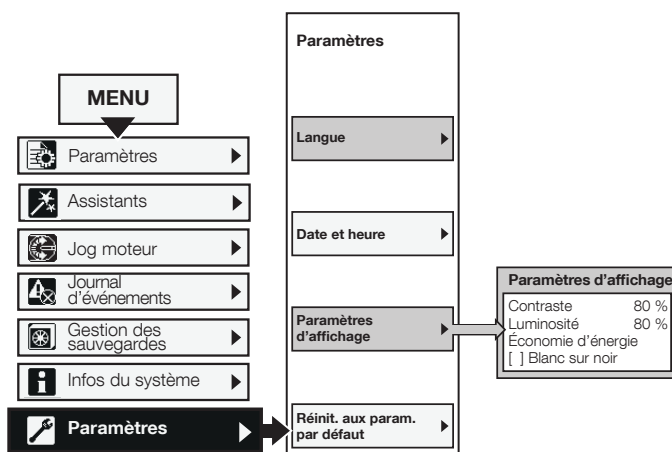 MENU
Paramètres
Assistants
Jog moteur
Journal
d'événements
Gestion des
sauvegardes
Infos du système
Paramètres
Paramètres
Langue
Date et heure
Paramètres
d'affichage
Réinit. aux param.
par défaut
Paramètres d'affichage
Contraste 80 %
Luminosité 80 %
Économie d'énergie
[ ] Blanc sur noir